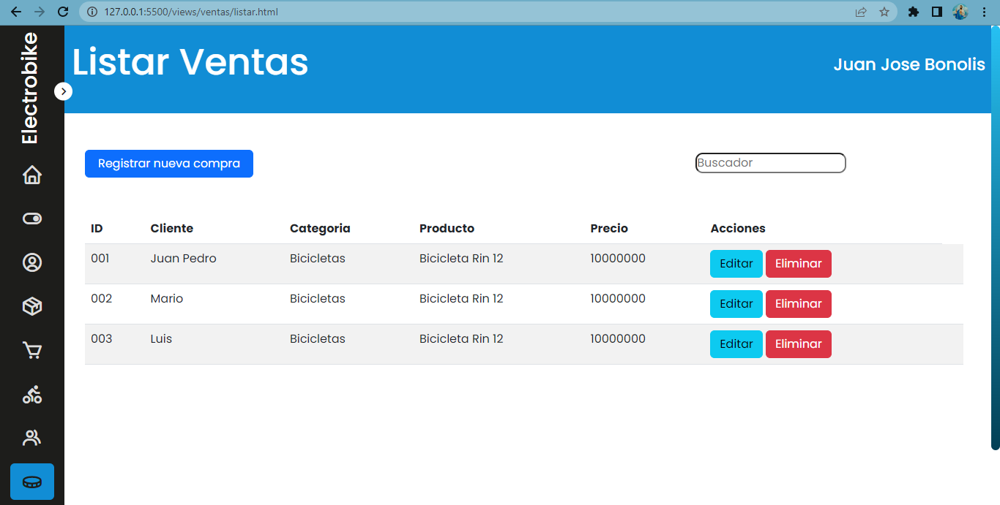 127.0.0.1:5500/views/ventas/listar.html
Electrobike
Listar Ventas
Juan Jose Bonolis
Registrar nueva compra
Buscador
ID Cliente Categoria Producto Precio Acciones
001 Juan Pedro Bicicletas Bicicleta Rin 12 10000000 Editar Eliminar
002 Mario Bicicletas Bicicleta Rin 12 10000000 Editar Eliminar
003 Luis Bicicletas Bicicleta Rin 12 10000000 Editar Eliminar